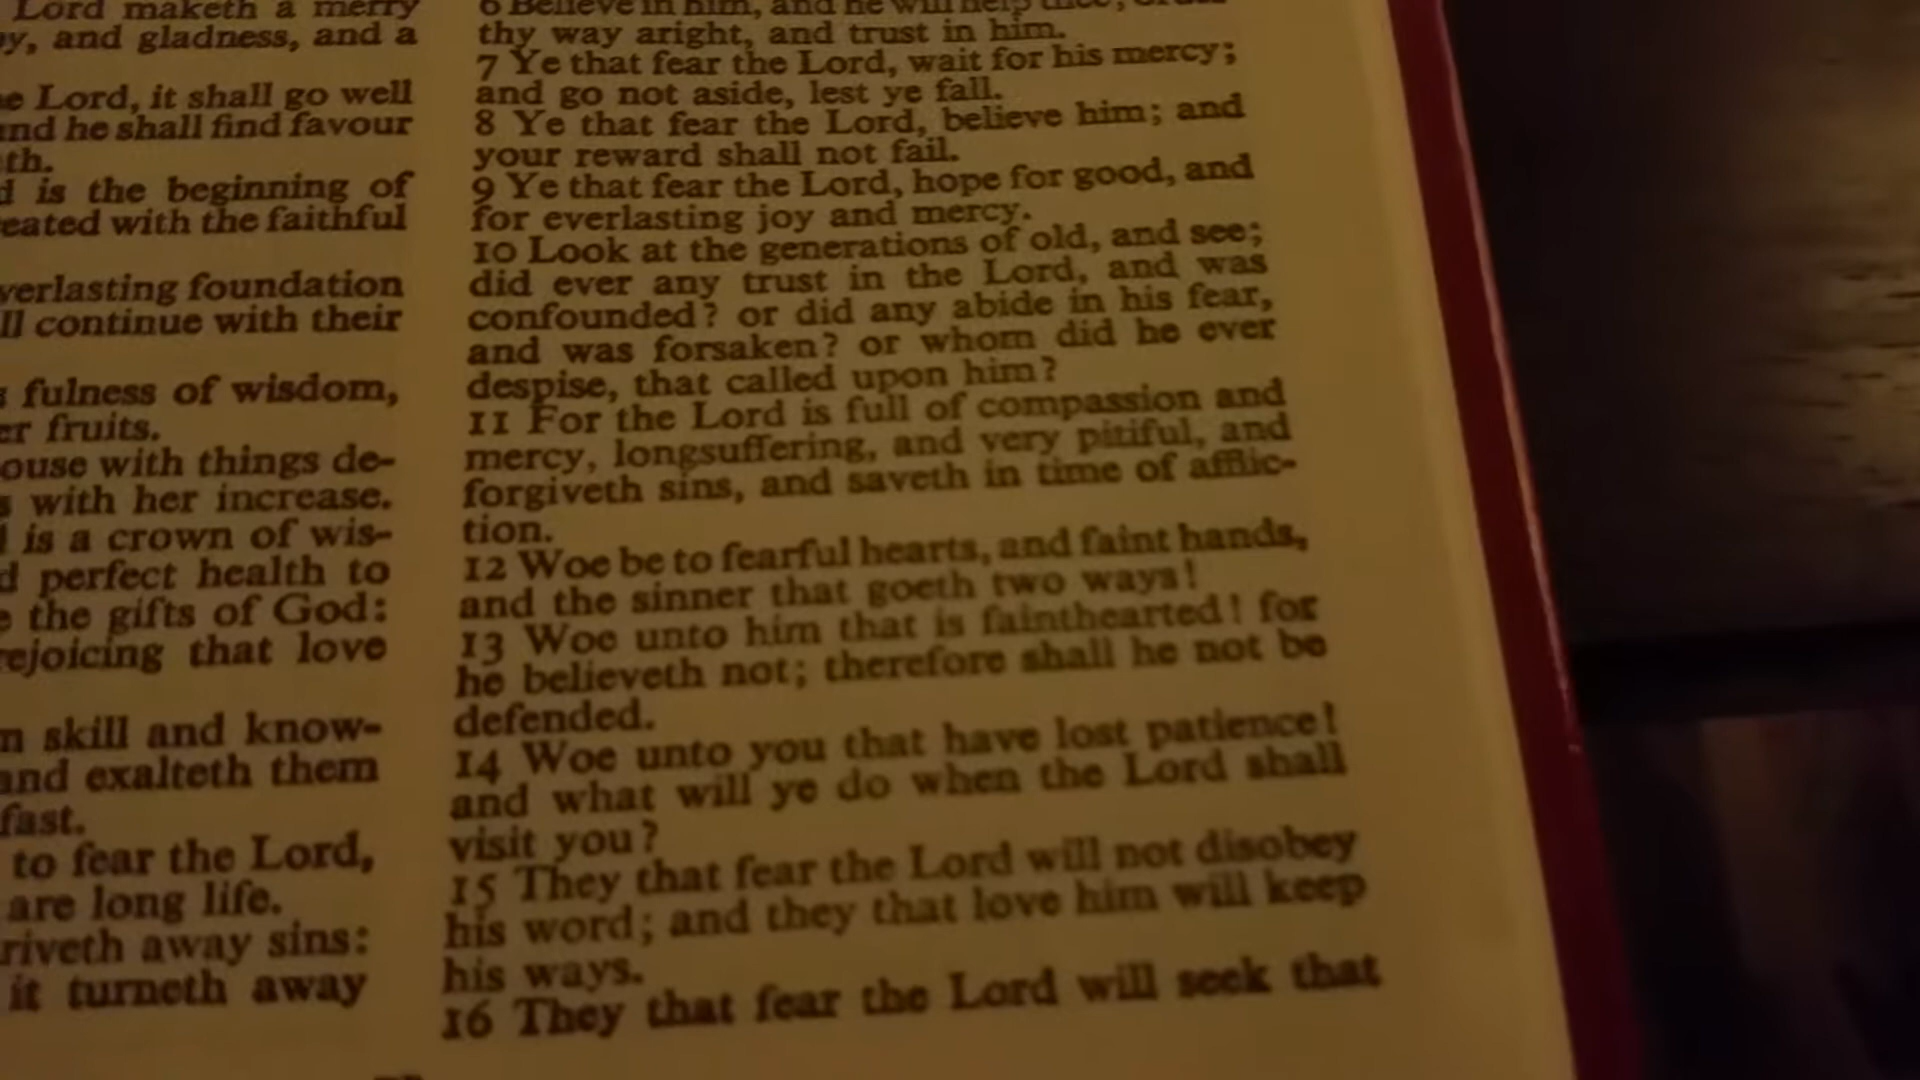 Lord maketh a merry
and gladness, and a
Lord, it shall go well
and he shall find favour
is the beginning of
with the faithful
foundation
continue with their
fulness of wisdom,
fruits.
with things de-
with her increase.
is a crown of wis-
perfect health to
the gifts of God:
rejoicing that love
skill and know-
and exalteth them
fast.
to fear the Lord,
are long life.
away sins:
it turneth away
6 Believe in him, and he will help thee;
thy way aright, and trust in him.
7 Ye that fear the Lord, wait for his mercy;
and go not aside, lest ye fall.
8 Ye that fear the Lord, believe him; and
your reward shall not fail.
9 Ye that fear the Lord, hope for good, and
for everlasting joy and mercy.
10 Look at the generations of old, and see;
did ever any trust in the Lord, and was
confounded? or did any abide in his fear,
and was forsaken? or whom did he ever
despise, that called upon him?
11 For the Lord is full of compassion and
mercy, longsuffering, and very pitiful, and
forgiveth sins, and saveth in time of afflic-
tion.
12 Woe be to fearful hearts, and faint hands,
and the sinner that goeth two ways!
13 Woe unto him that is fainthearted! for
he believeth not; therefore shall he not be
defended.
14 Woe unto you that have lost patience!
and what will ye do when the Lord shall
visit you?
15 They that fear the Lord will not disobey
his word; and they that love him will keep
his ways.
16 They that fear the Lord will seek that